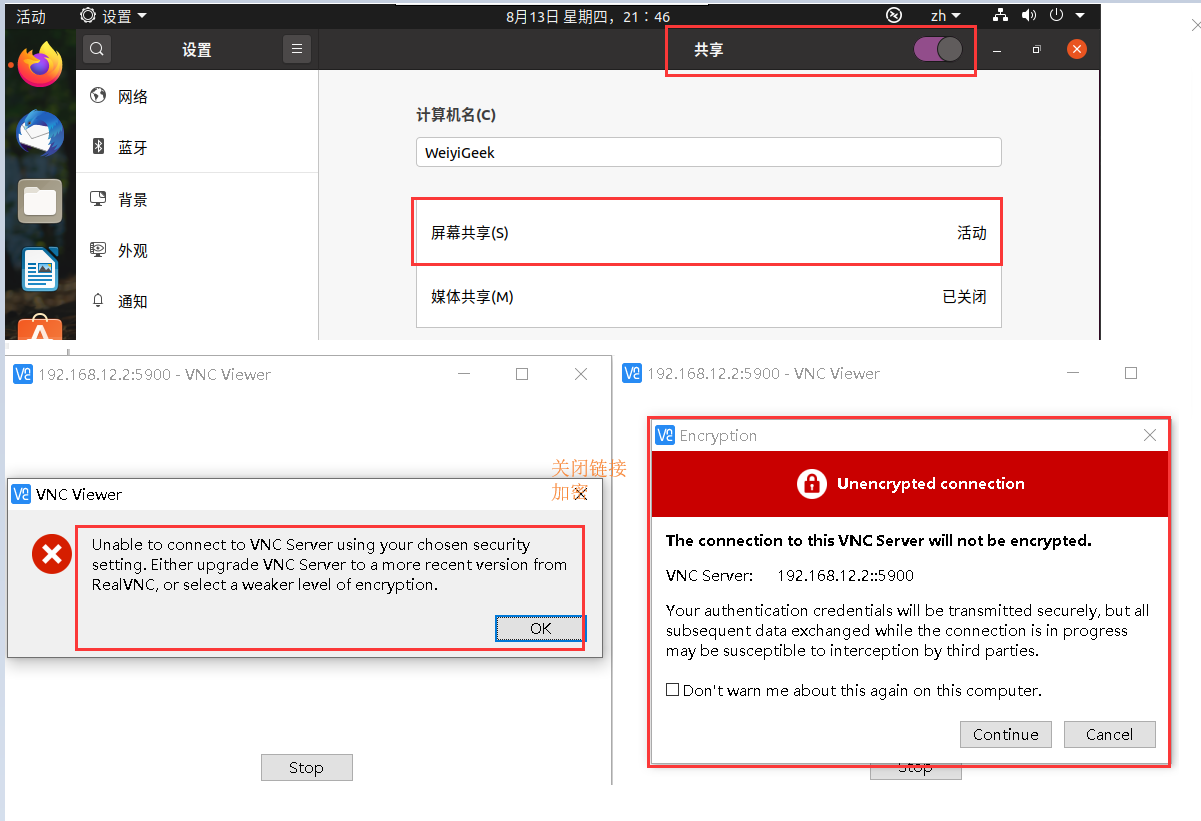 活动
设置
8月13日 星期四，21：46
zh
设置
共享
网络
蓝牙
背景
外观
通知
计算机名(C)
WeiyiGeek
屏幕共享(S) 活动
媒体共享(M) 已关闭
192.168.12.2:5900 - VNC Viewer
关闭链接
加密
VNC Viewer
Unable to connect to VNC Server using your chosen security
setting. Either upgrade VNC Server to a more recent version from
RealVNC, or select a weaker level of encryption.
OK
Stop
192.168.12.2:5900 - VNC Viewer
Encryption
Unencrypted connection
The connection to this VNC Server will not be encrypted.
VNC Server: 192.168.12.2::5900
Your authentication credentials will be transmitted securely, but all
subsequent data exchanged while the connection is in progress
may be susceptible to interception by third parties.
Don't warn me about this again on this computer.
Continue
Cancel
Stop